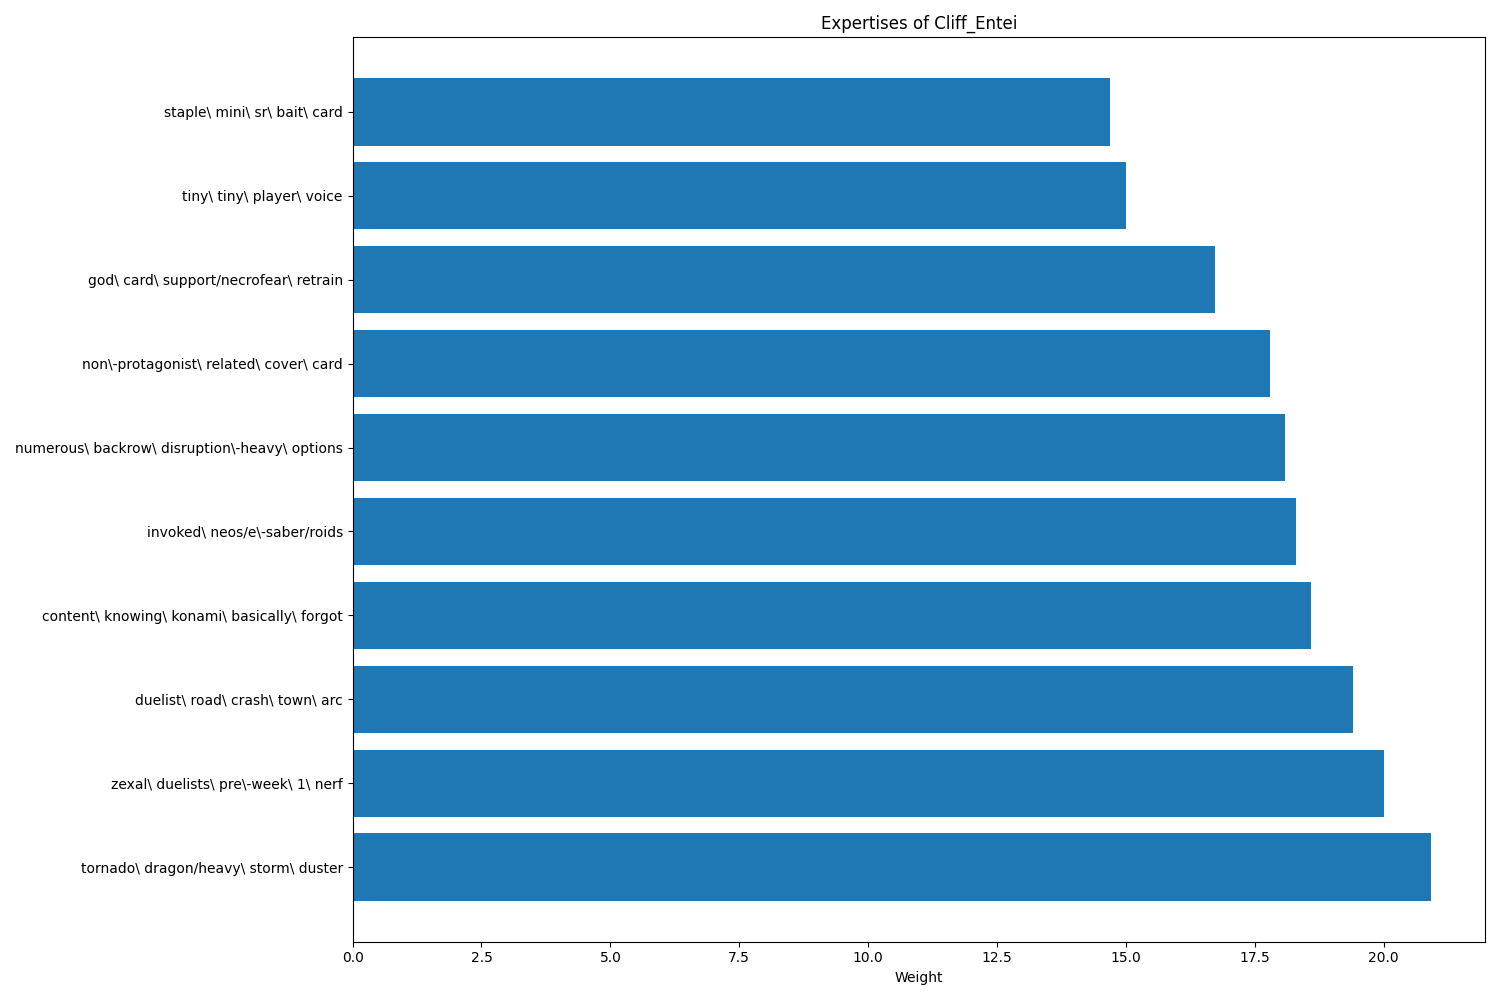 Expertises of Cliff_Entei
staple\ mini\ sr\ bait\ card
tiny\ tiny\ player\ voice
god\ card\ support/necrofear\ retrain
non\-protagonist\ related\ cover\ card
numerous\ backrow\ disruption\-heavy\ options
invoked\ neos/e\-saber/roids
content\ knowing\ konami\ basically\ forgot
duelist\ road\ crash\ town\ arc
zexal\ duelists\ pre\-week\ 1\ nerf
tornado\ dragon/heavy\ storm\ duster
0.0 2.5 5.0 7.5 10.0 12.5 15.0 17.5 20.0
Weight